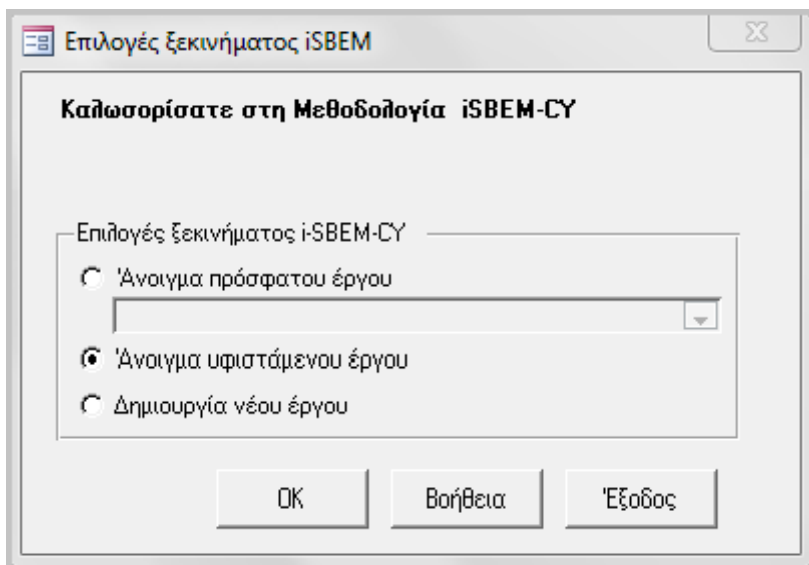 Επιλογές ξεκινήματος iSBEM
Καλωσορίσατε στη Μεθοδολογία iSBEM-CY
Επιλογές ξεκινήματος i-SBEM-CY
Άνοιγμα πρόσφατου έργου
Άνοιγμα υφιστάμενου έργου
Δημιουργία νέου έργου
OK Βοήθεια Έξοδος